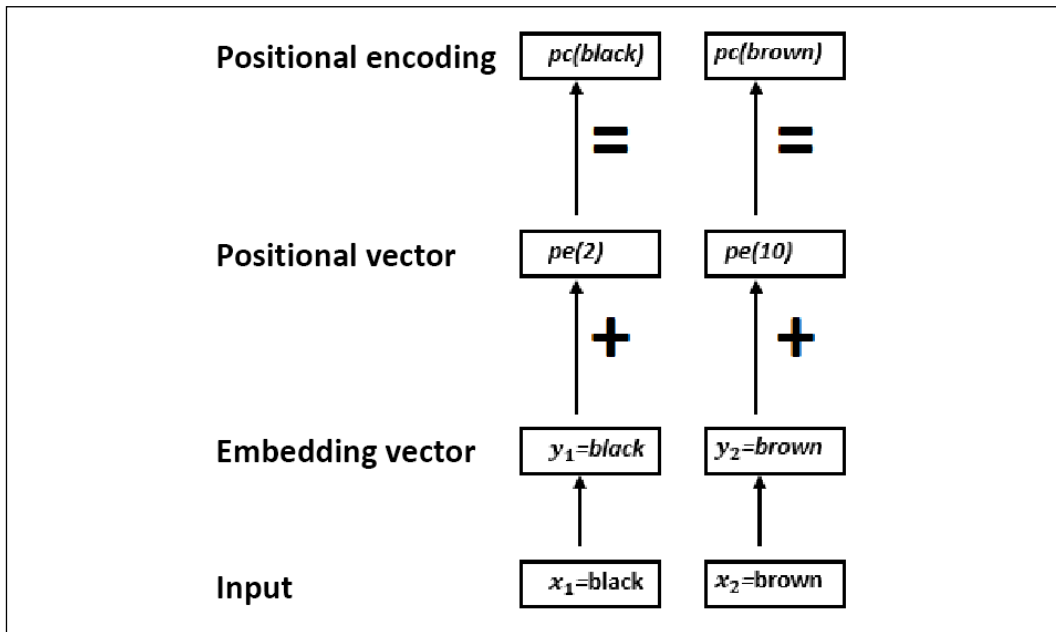 Positional encoding pc(black) pc(brown)
= =
Positional vector pe(2) pe(10)
+ +
Embedding vector y₁=black y₂=brown
Input x₁=black x₂=brown